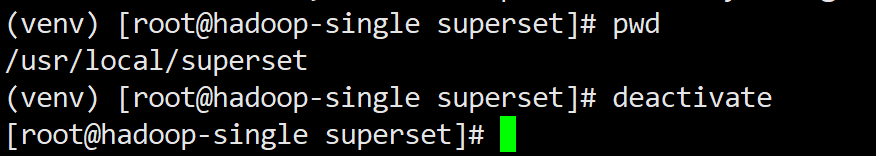 (venv) [root@hadoop-single superset]# pwd
/usr/local/superset
(venv) [root@hadoop-single superset]# deactivate
[root@hadoop-single superset]#